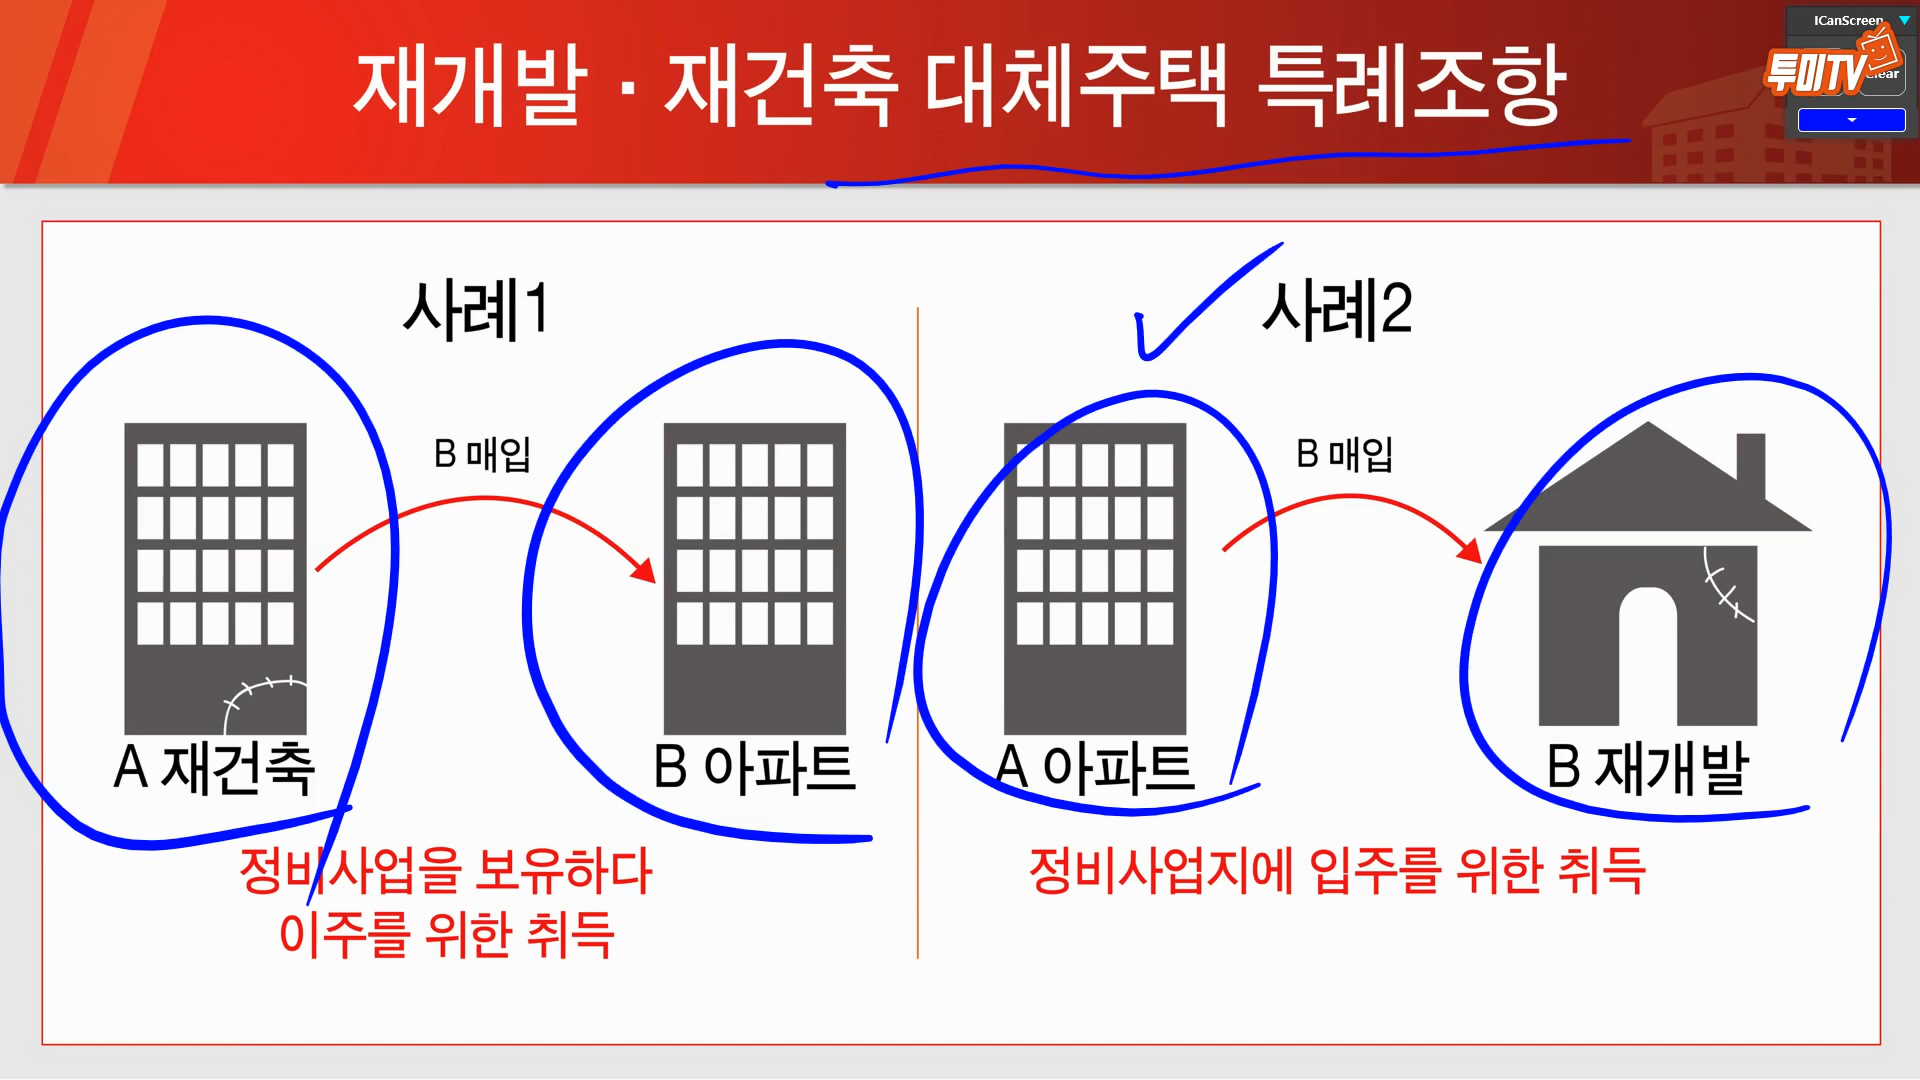 재개발 · 재건축 대체주택 특례조항
ICanScreen
투미TV
Clear
사례1
B 매입
A 재건축
B 아파트
정비사업을 보유하다
이주를 위한 취득
사례2
B 매입
A 아파트
B 재개발
정비사업지에 입주를 위한 취득